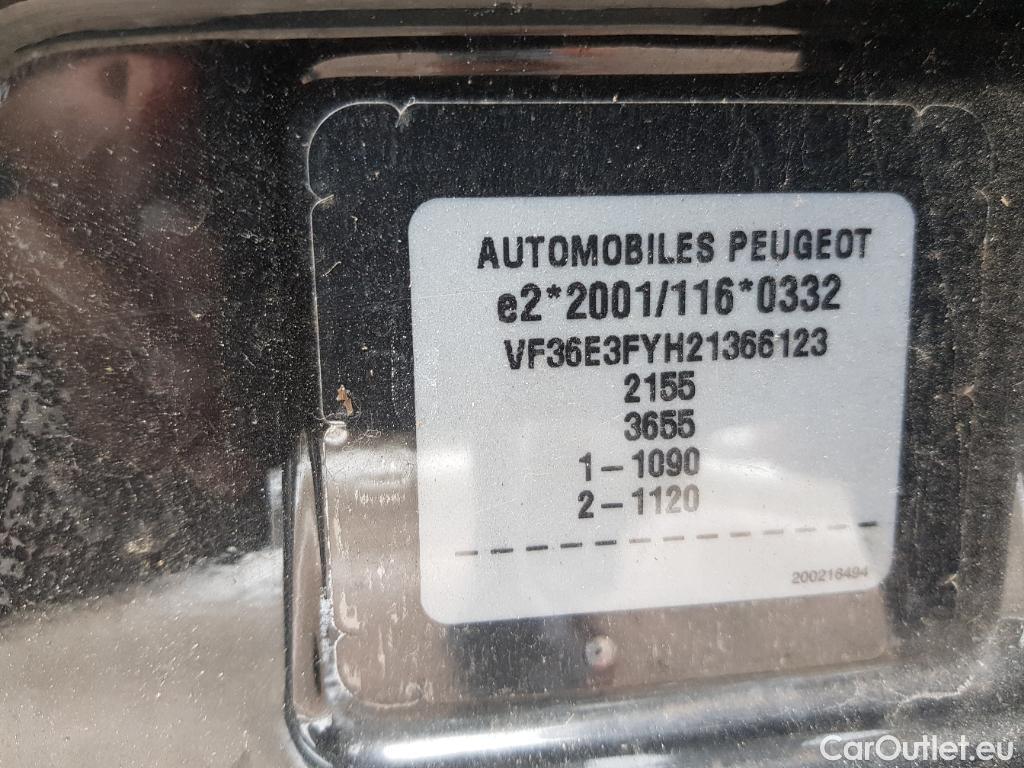 AUTOMOBILES PEUGEOT
e2*2001/116*0332
VF36E3FYH21366123
2155
3655
1-1090
2-1120
200216494
CarOutlet.eu